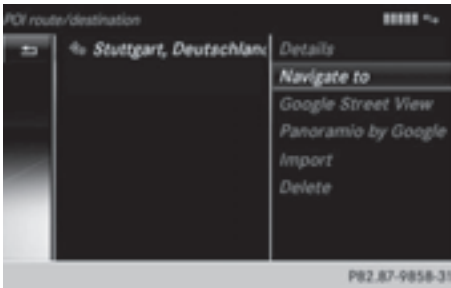 POI route/destination
Stuttgart, Deutschland
Details
Navigate to
Google Street View
Panoramio by Google
Import
Delete
P82.87-9858-31